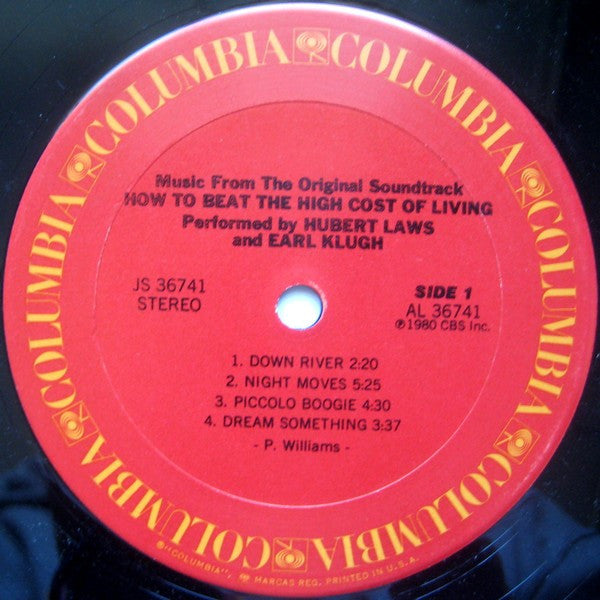 COLUMBIA COLUMBIA COLUMBIA COLUMBIA COLUMBIA COLUMBIA
Music From The Original Soundtrack
HOW TO BEAT THE HIGH COST OF LIVING
Performed by HUBERT LAWS
and EARL KLUGH
JS 36741
STEREO
SIDE 1
AL 36741
℗1980 CBS Inc.
1. DOWN RIVER 2:20
2. NIGHT MOVES 5:25
3. PICCOLO BOOGIE 4:30
4. DREAM SOMETHING 3:37
- P. Williams -
®"COLUMBIA", MARCAS REG. PRINTED IN U.S.A.